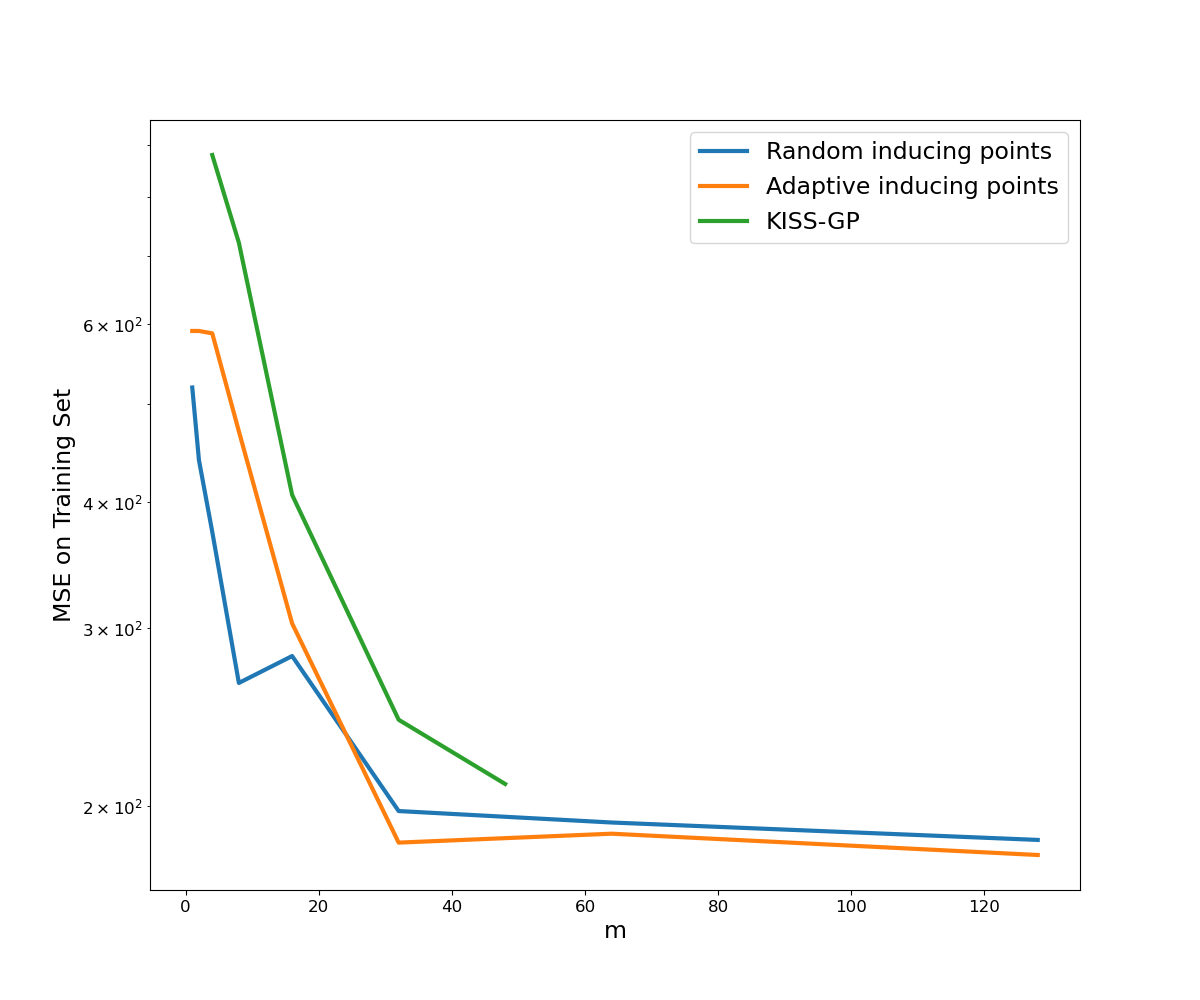 Random inducing points
Adaptive inducing points
KISS-GP
MSE on Training Set
6 × 10²
4 × 10²
3 × 10²
2 × 10²
0 20 40 60 80 100 120
m